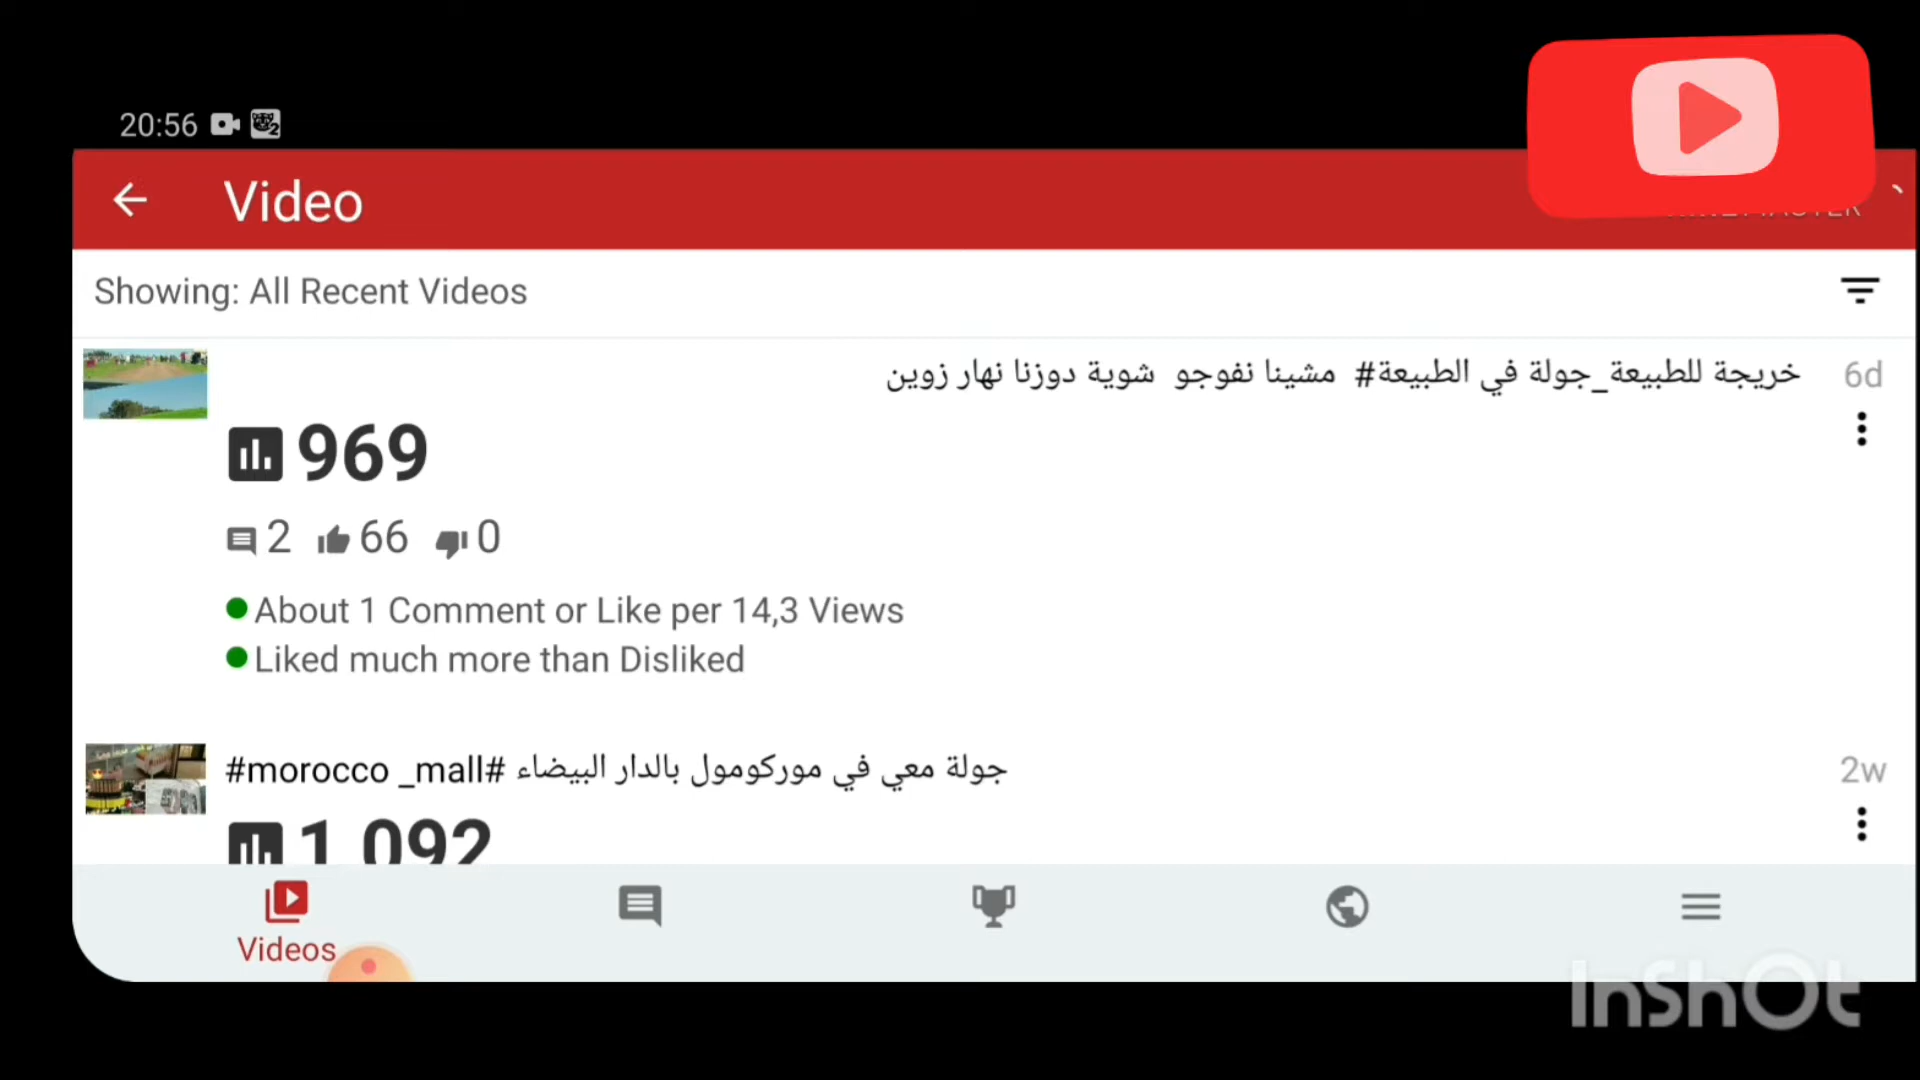 20:56
Video
Showing: All Recent Videos
خريجة للطبيعة_جولة في الطبيعة# مشينا نفوجو شوية دوزنا نهار زوين
6d
969
2 66 0
About 1 Comment or Like per 14,3 Views
Liked much more than Disliked
#morocco _mall# جولة معي في موركومول بالدار البيضاء
2w
1 092
Videos
InShOt